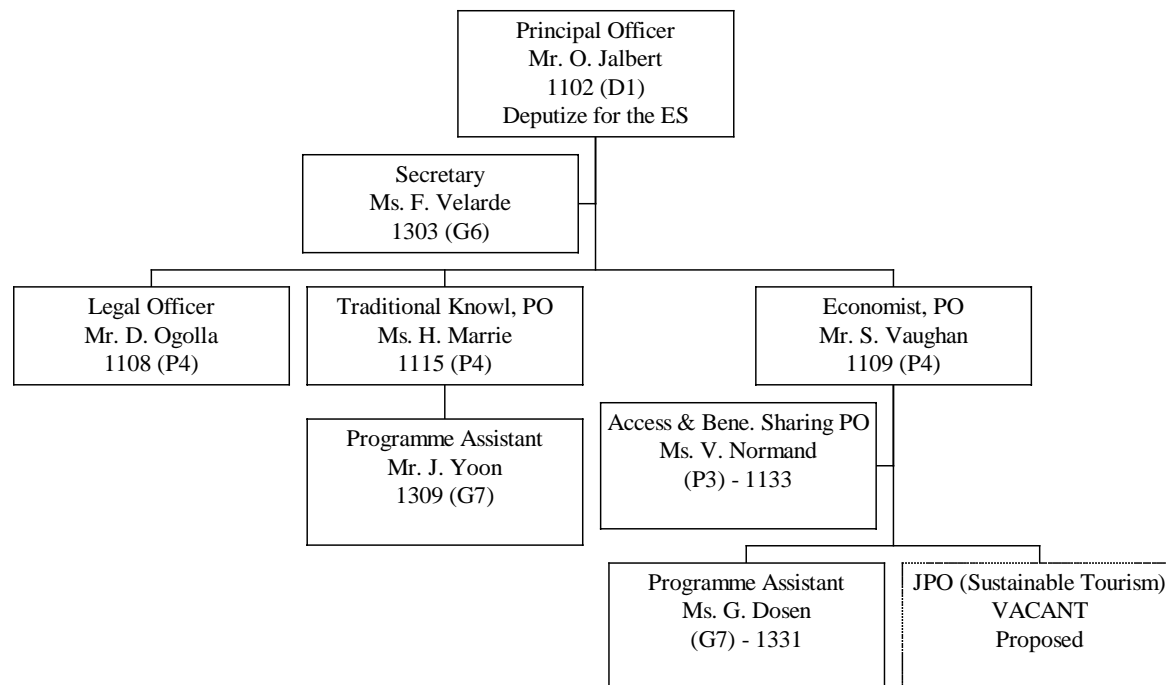 Principal Officer
Mr. O. Jalbert
1102 (D1)
Deputize for the ES
Secretary
Ms. F. Velarde
1303 (G6)
Legal Officer
Mr. D. Ogolla
1108 (P4)
Traditional Knowl, PO
Ms. H. Marrie
1115 (P4)
Economist, PO
Mr. S. Vaughan
1109 (P4)
Programme Assistant
Mr. J. Yoon
1309 (G7)
Access & Bene. Sharing PO
Ms. V. Normand
(P3) - 1133
Programme Assistant
Ms. G. Dosen
(G7) - 1331
JPO (Sustainable Tourism)
VACANT
Proposed